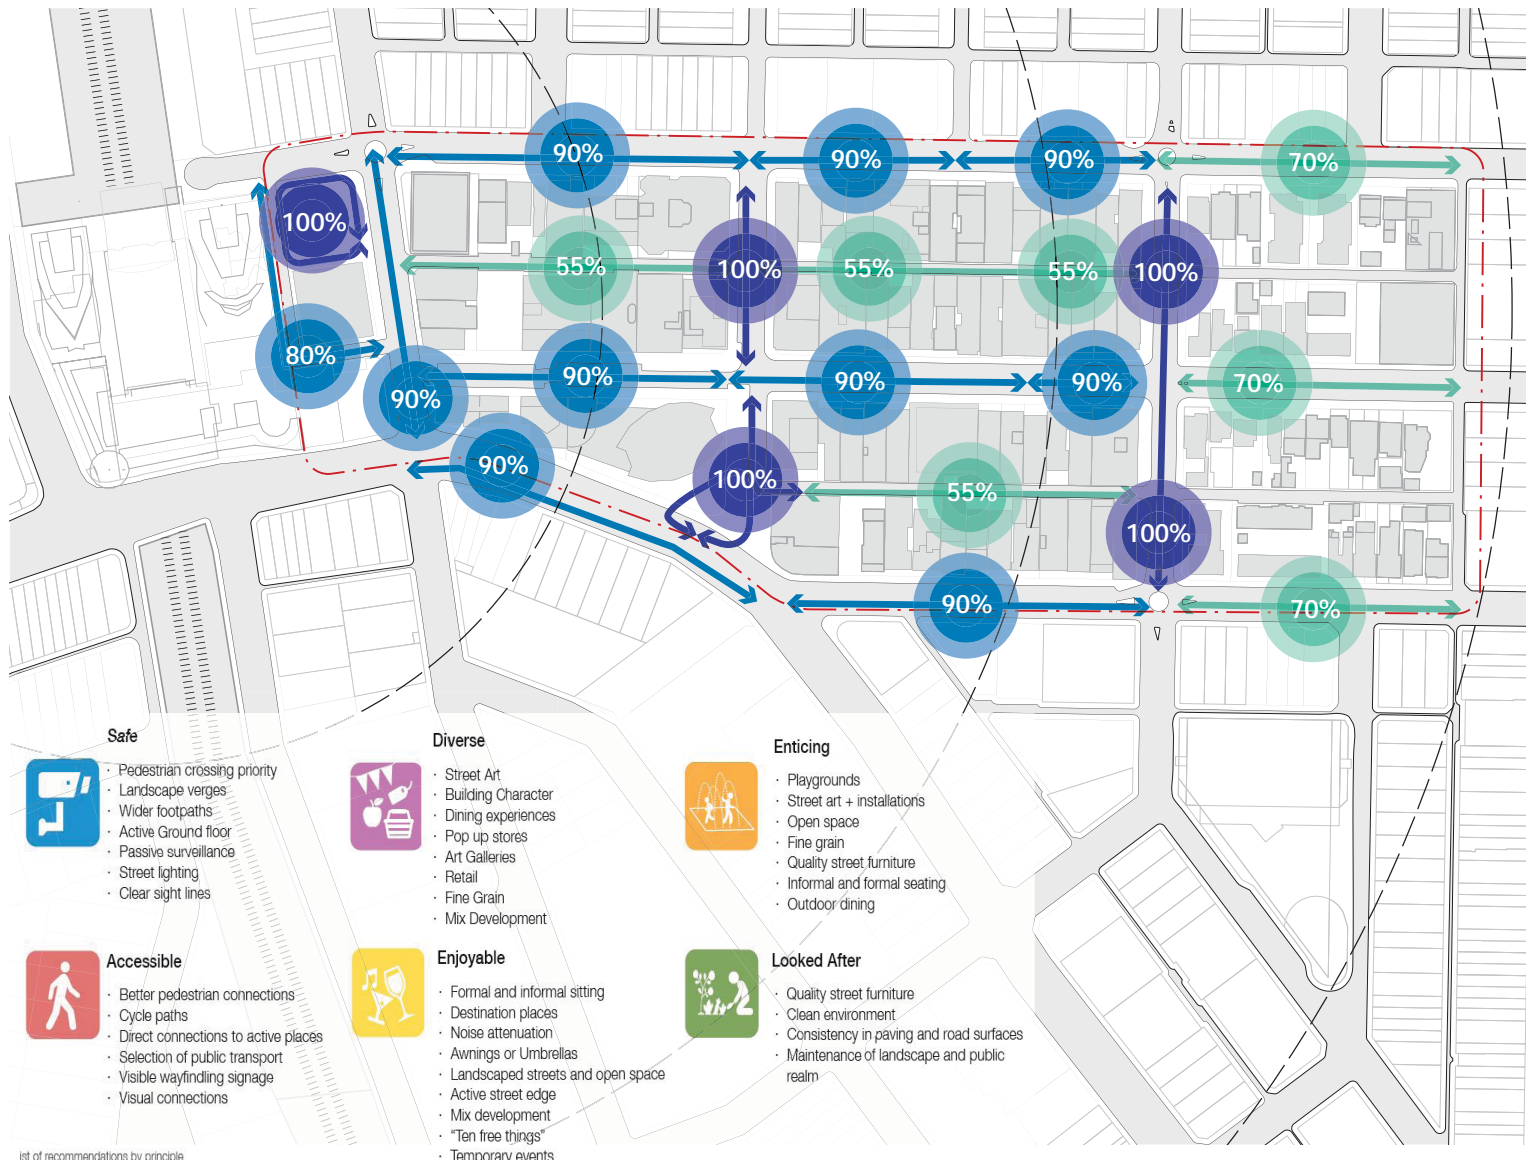 90%
90%
90%
70%
100%
55%
100%
55%
55%
100%
80%
90%
90%
90%
90%
70%
90%
100%
55%
100%
90%
70%
Safe
· Pedestrian crossing priority
· Landscape verges
· Wider footpaths
· Active Ground floor
· Passive surveillance
· Street lighting
· Clear sight lines
Diverse
· Street Art
· Building Character
· Dining experiences
· Pop up stores
· Art Galleries
· Retail
· Fine Grain
· Mix Development
Enticing
· Playgrounds
· Street art + installations
· Open space
· Fine grain
· Quality street furniture
· Informal and formal seating
· Outdoor dining
Accessible
· Better pedestrian connections
· Cycle paths
· Direct connections to active places
· Selection of public transport
· Visible wayfindling signage
· Visual connections
Enjoyable
· Formal and informal sitting
· Destination places
· Noise attenuation
· Awnings or Umbrellas
· Landscaped streets and open space
· Active street edge
· Mix development
· "Ten free things"
· Temporary events
Looked After
· Quality street furniture
· Clean environment
· Consistency in paving and road surfaces
· Maintenance of landscape and public
realm
ist of recommendations by principle